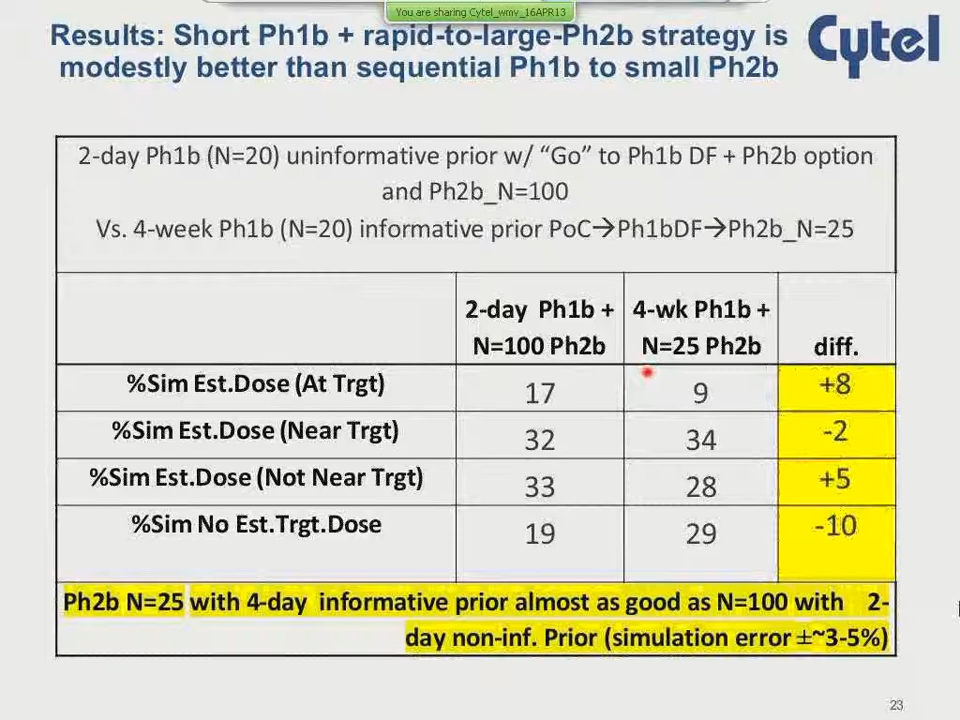 You are sharing Cytel_wmv_16APR13
Results: Short Ph1b + rapid-to-large-Ph2b strategy is
modestly better than sequential Ph1b to small Ph2b
Cytel
2-day Ph1b (N=20) uninformative prior w/ “Go” to Ph1b DF + Ph2b option
and Ph2b_N=100
Vs. 4-week Ph1b (N=20) informative prior PoC→Ph1bDF→Ph2b_N=25
2-day Ph1b +
N=100 Ph2b
4-wk Ph1b +
N=25 Ph2b
diff.
%Sim Est.Dose (At Trgt) 17 9 +8
%Sim Est.Dose (Near Trgt) 32 34 -2
%Sim Est.Dose (Not Near Trgt) 33 28 +5
%Sim No Est.Trgt.Dose 19 29 -10
Ph2b N=25 with 4-day informative prior almost as good as N=100 with 2-
day non-inf. Prior (simulation error ±~3-5%)
23